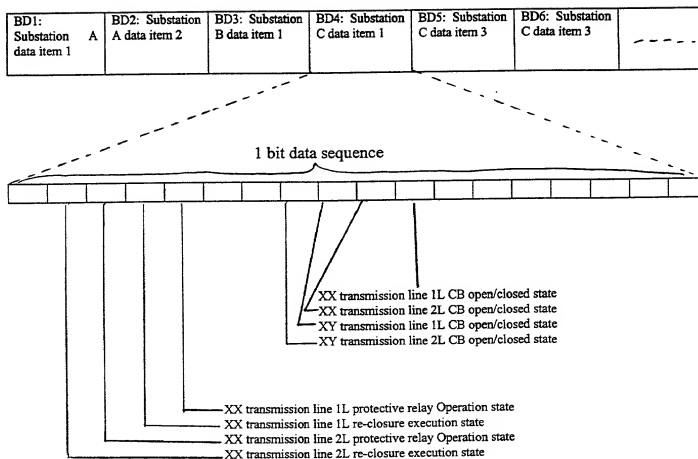 BD1:
Substation A
data item 1
BD2: Substation
A data item 2
BD3: Substation
B data item 1
BD4: Substation
C data item 1
BD5: Substation
C data item 3
BD6: Substation
C data item 3
1 bit data sequence
XX transmission line 1L CB open/closed state
XX transmission line 2L CB open/closed state
XY transmission line 1L CB open/closed state
XY transmission line 2L CB open/closed state
XX transmission line 1L protective relay Operation state
XX transmission line 1L re-closure execution state
XX transmission line 2L protective relay Operation state
XX transmission line 2L re-closure execution state